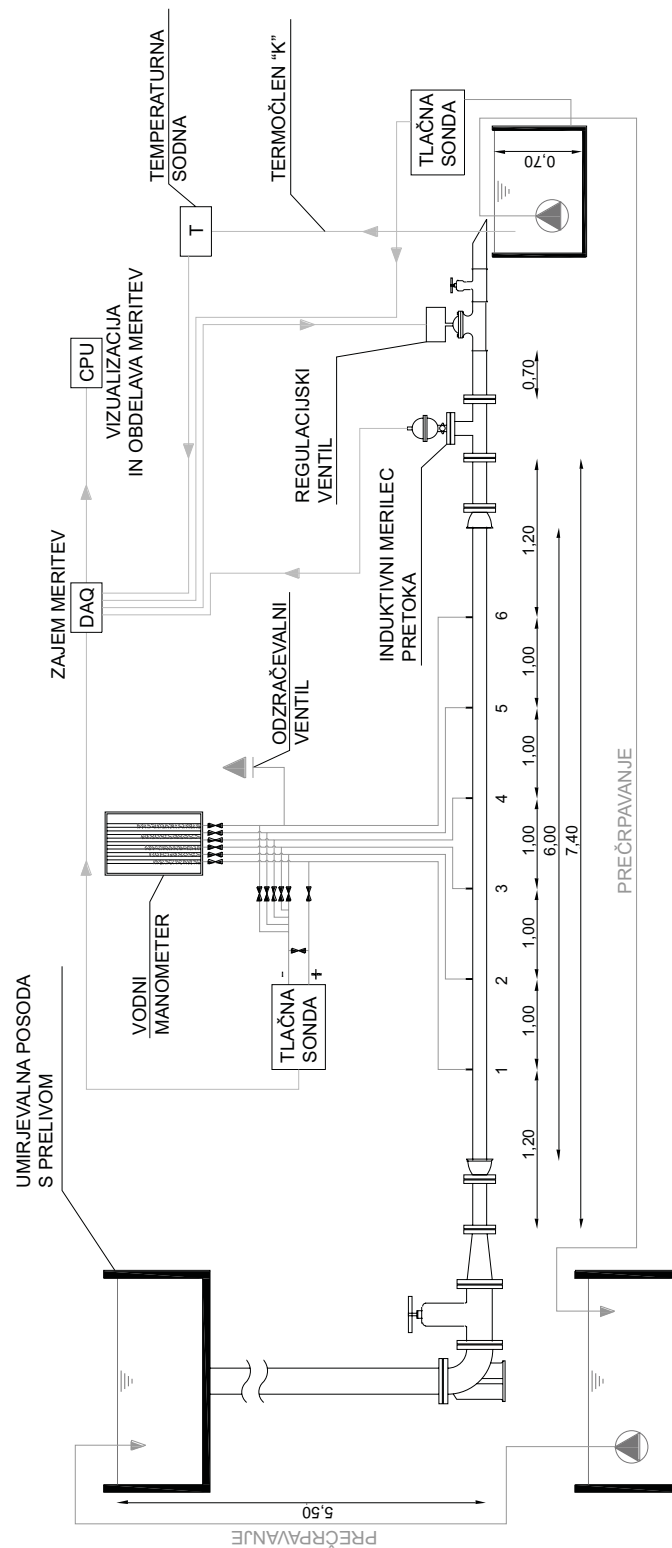 UMIRJEVALNA POSODA
S PRELIVOM
VODNI
MANOMETER
ODZRAČEVALNI
VENTIL
ZAJEM MERITEV
DAQ
CPU
VIZUALIZACIJA
IN OBDELAVA MERITEV
TEMPERATURNA
SODNA
T
TERMOČLEN "K"
REGULACIJSKI
VENTIL
INDUKTIVNI MERILEC
PRETOKA
TLAČNA
SONDA
TLAČNA
SONDA
-
+
1
2
3
4
5
6
1,20
1,00
1,00
1,00
1,00
1,00
1,20
0,70
6,00
7,40
0,70
5,50
PREČRPAVANJE
PREČRPAVANJE